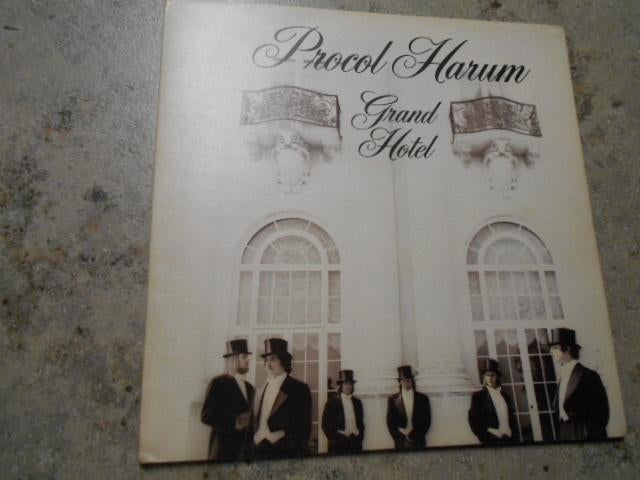 Procol Harum
Grand
Hotel